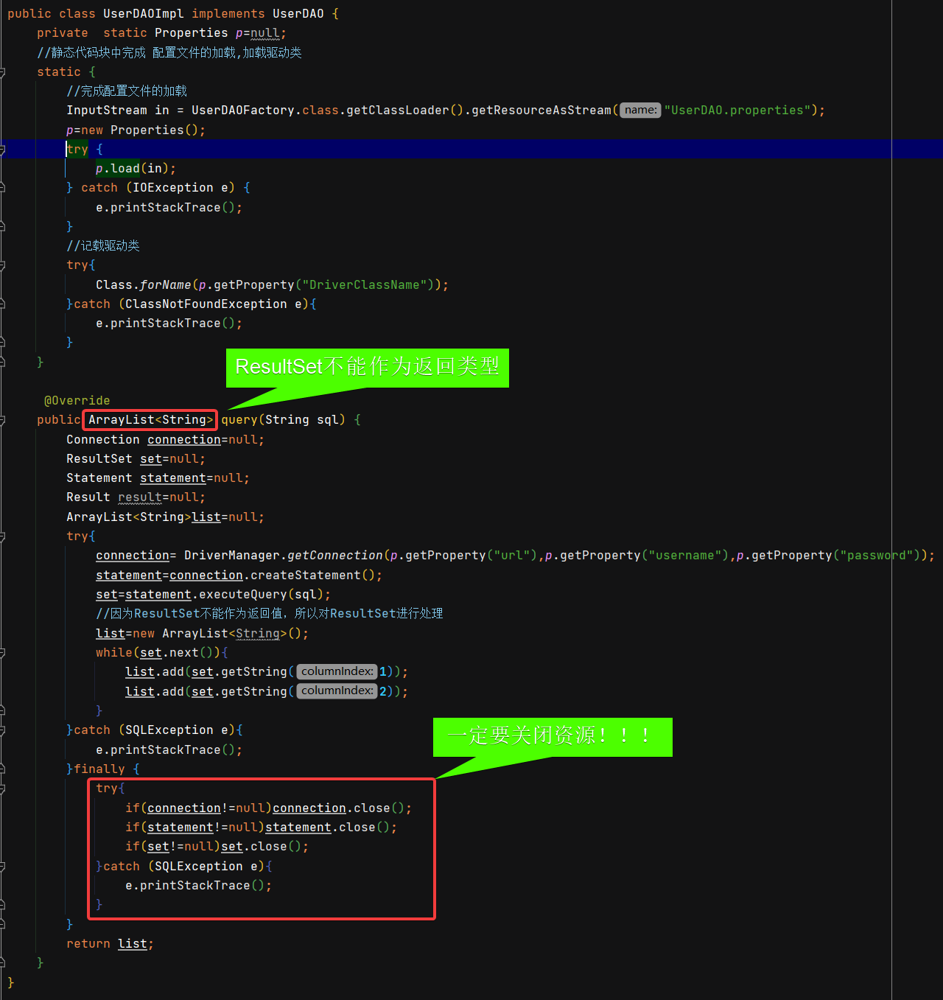 public class UserDAOImpl implements UserDAO {
    private  static Properties p=null;
    //静态代码块中完成 配置文件的加载,加载驱动类
    static {
        //完成配置文件的加载
        InputStream in = UserDAOFactory.class.getClassLoader().getResourceAsStream( name: "UserDAO.properties");
        p=new Properties();
        try {
            p.load(in);
        } catch (IOException e) {
            e.printStackTrace();
        }
        //记载驱动类
        try{
            Class.forName(p.getProperty("DriverClassName"));
        }catch (ClassNotFoundException e){
            e.printStackTrace();
        }
    }
ResultSet不能作为返回类型
     @Override
    public ArrayList<String> query(String sql) {
        Connection connection=null;
        ResultSet set=null;
        Statement statement=null;
        Result result=null;
        ArrayList<String>list=null;
        try{
            connection= DriverManager.getConnection(p.getProperty("url"),p.getProperty("username"),p.getProperty("password"));
            statement=connection.createStatement();
            set=statement.executeQuery(sql);
            //因为ResultSet不能作为返回值，所以对ResultSet进行处理
            list=new ArrayList<String>();
            while(set.next()){
                list.add(set.getString( columnIndex: 1));
                list.add(set.getString( columnIndex: 2));
            }
        }catch (SQLException e){
            e.printStackTrace();
一定要关闭资源！！！
        }finally {
            try{
                if(connection!=null)connection.close();
                if(statement!=null)statement.close();
                if(set!=null)set.close();
            }catch (SQLException e){
                e.printStackTrace();
            }
        }
        return list;
    }
}